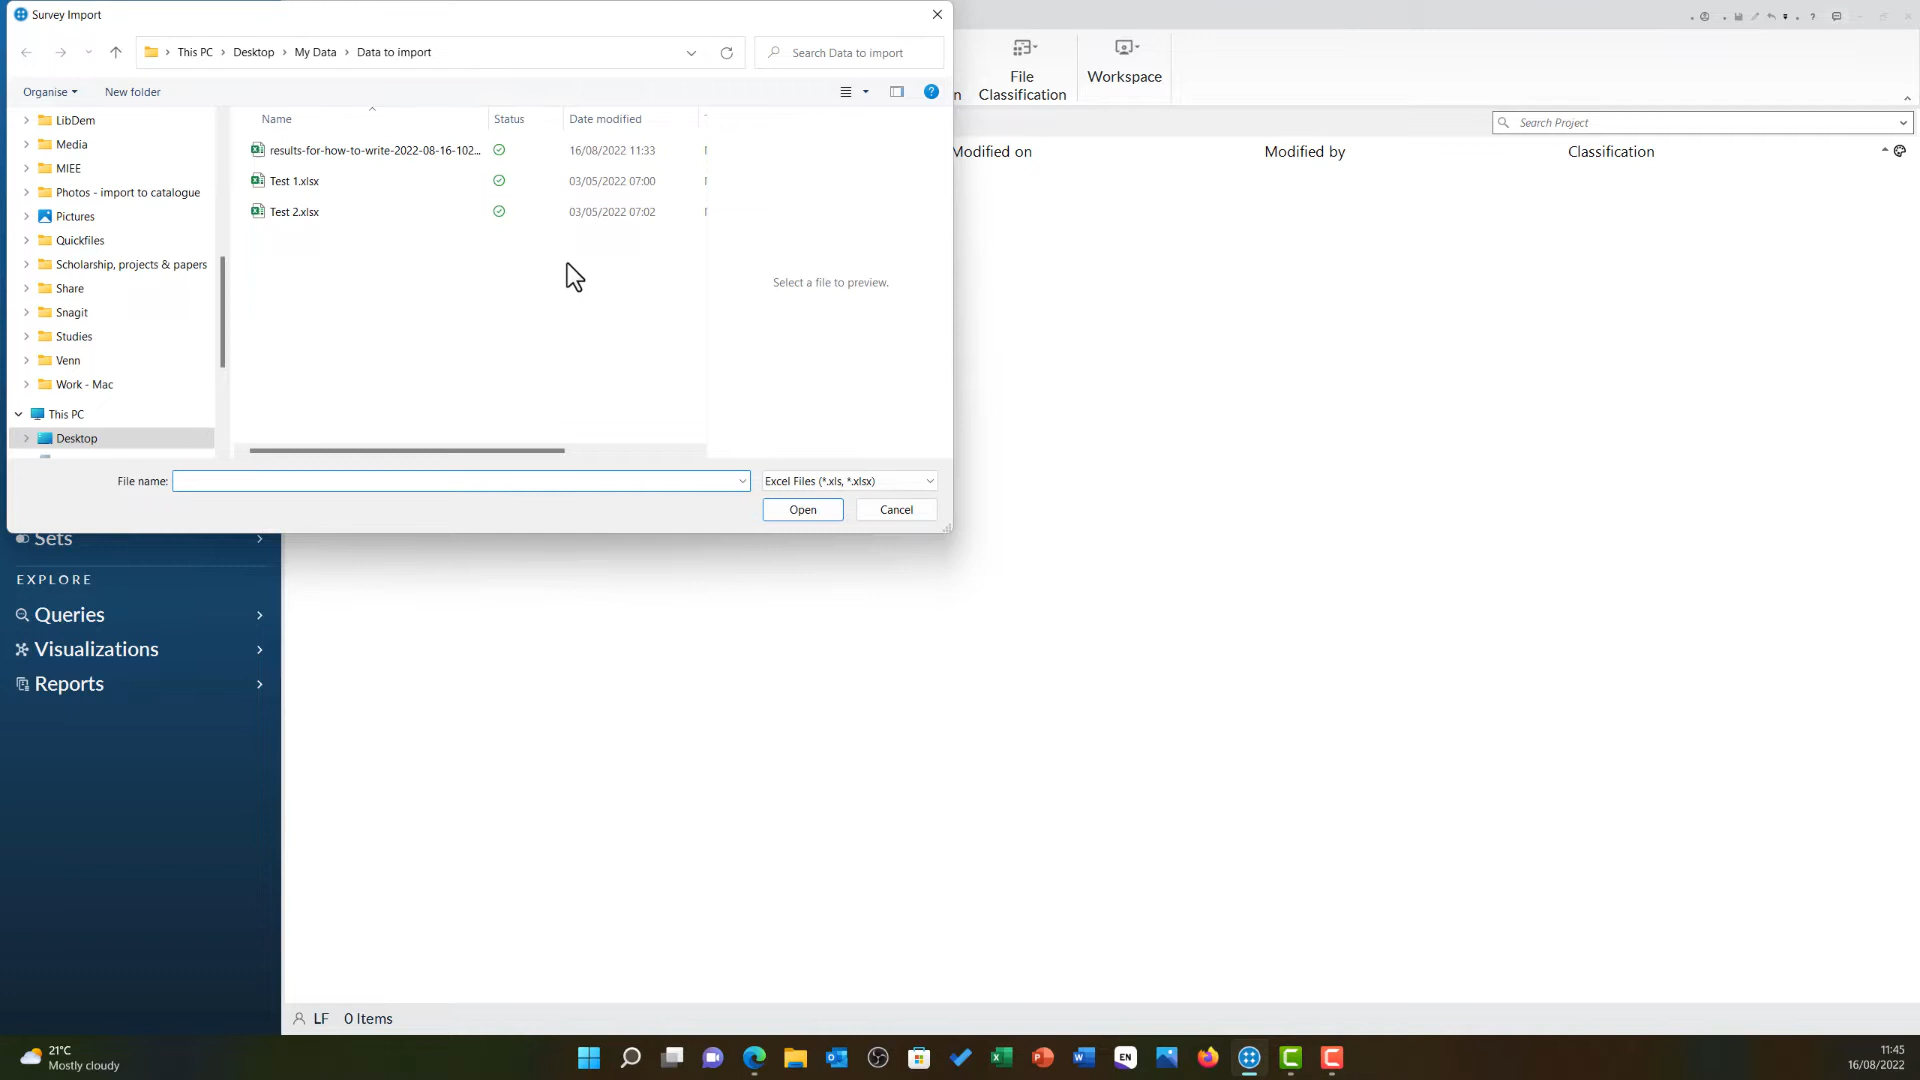 Survey Import
This PC > Desktop > My Data > Data to import
Search Data to import
Organise
New folder
Name
Status
Date modified
results-for-how-to-write-2022-08-16-102...
16/08/2022 11:33
Test 1.xlsx
03/05/2022 07:00
Test 2.xlsx
03/05/2022 07:02
Select a file to preview.
LibDem
Media
MIEE
Photos - import to catalogue
Pictures
Quickfiles
Scholarship, projects & papers
Share
Snagit
Studies
Venn
Work - Mac
This PC
Desktop
File name:
Excel Files (*.xls, *.xlsx)
Open
Cancel
File
Classification
Workspace
Search Project
Modified on
Modified by
Classification
Sets
EXPLORE
Queries
Visualizations
Reports
LF 0 Items
21°C
Mostly cloudy
EN
11:45
16/08/2022